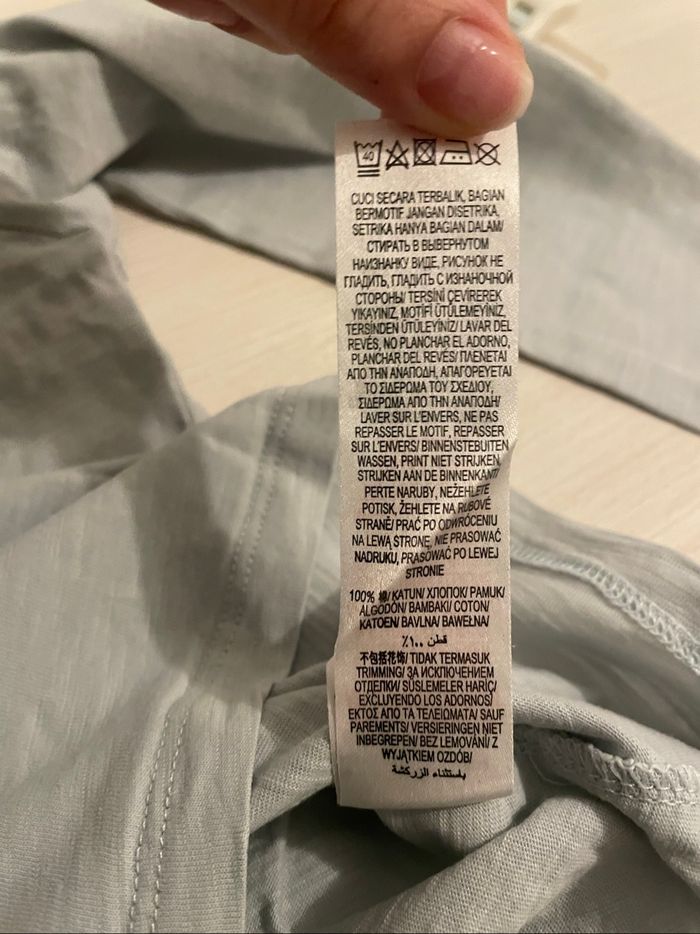 40
CUCI SECARA TERBALIK, BAGIAN
BERMOTIF JANGAN DISETRIKA,
SETRIKA HANYA BAGIAN DALAM/
СТИРАТЬ В ВЫВЕРНУТОМ
НАИЗНАНКУ ВИДЕ, РИСУНОК НЕ
ГЛАДИТЬ, ГЛАДИТЬ С ИЗНАНОЧНОЙ
СТОРОНЫ/ TERSİNİ ÇEVİREREK
YIKAYINIZ, MOTİFİ ÜTÜLEMEYİNİZ,
TERSİNDEN ÜTÜLEYİNİZ/ LAVAR DEL
REVÉS, NO PLANCHAR EL ADORNO,
PLANCHAR DEL REVÉS/ ΠΛΕΝΕΤΑΙ
ΑΠΟ ΤΗΝ ΑΝΑΠΟΔΗ, ΑΠΑΓΟΡΕΥΕΤΑΙ
ΤΟ ΣΙΔΕΡΩΜΑ ΤΟΥ ΣΧΕΔΙΟΥ,
ΣΙΔΕΡΩΜΑ ΑΠΟ ΤΗΝ ΑΝΑΠΟΔΗ/
LAVER SUR L'ENVERS, NE PAS
REPASSER LE MOTIF, REPASSER
SUR L'ENVERS/ BINNENSTEBUITEN
WASSEN, PRINT NIET STRIJKEN,
STRIJKEN AAN DE BINNENKANT/
PERTE NARUBY, NEŽEHLETE
POTISK, ŽEHLETE NA RUBOVÉ
STRANĚ/ PRAĆ PO ODWRÓCENIU
NA LEWĄ STRONĘ, NIE PRASOWAĆ
NADRUKU, PRASOWAĆ PO LEWEJ
STRONIE
100% 棉/ KATUN/ ХЛОПОК/ PAMUK/
ALGODÓN/ ΒΑΜΒΑΚΙ/ COTON/
KATOEN/ BAVLNA/ BAWEŁNA/
قطن ١٠٠٪
不包括花饰/ TIDAK TERMASUK
TRIMMING/ ЗА ИСКЛЮЧЕНИЕМ
ОТДЕЛКИ/ SÜSLEMELER HARİÇ/
EXCLUYENDO LOS ADORNOS/
ΕΚΤΟΣ ΑΠΟ ΤΑ ΤΕΛΕΙΩΜΑΤΑ/ SAUF
PAREMENTS/ VERSIERINGEN NIET
INBEGREPEN/ BEZ LEMOVÁNÍ/ Z
WYJĄTKIEM OZDÓB/
باستثناء الزركشة